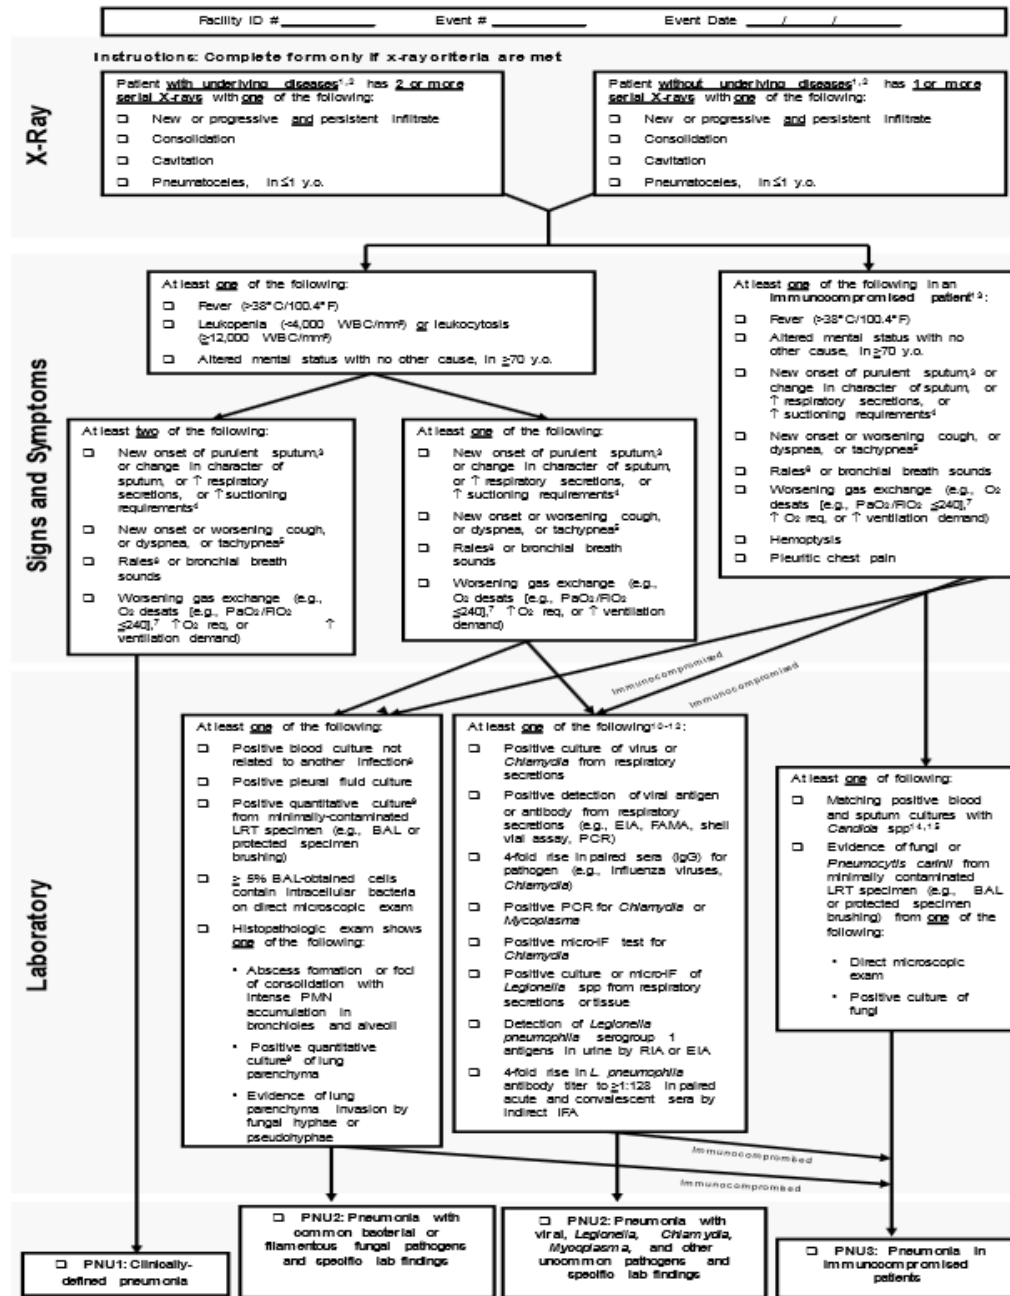 Facility ID # Event # Event Date / /
Instructions: Complete form only if x-ray criteria are met
X-Ray
Patient with underlying diseases1,2 has 2 or more
serial X-rays with one of the following:
❑ New or progressive and persistent infiltrate
❑ Consolidation
❑ Cavitation
❑ Pneumatoceles, in ≤1 y.o.
Patient without underlying diseases1,2 has 1 or more
serial X-rays with one of the following:
❑ New or progressive and persistent infiltrate
❑ Consolidation
❑ Cavitation
❑ Pneumatoceles, in ≤1 y.o.
Signs and Symptoms
At least one of the following:
❑ Fever (>38°C/100.4°F)
❑ Leukopenia (<4,000 WBC/mm³) or leukocytosis
(≥12,000 WBC/mm³)
❑ Altered mental status with no other cause, in ≥70 y.o.
At least one of the following in an
immunocompromised patient13:
❑ Fever (>38°C/100.4°F)
❑ Altered mental status with no
other cause, in ≥70 y.o.
❑ New onset of purulent sputum,3 or
change in character of sputum, or
↑ respiratory secretions, or
↑ suctioning requirements4
❑ New onset or worsening cough, or
dyspnea, or tachypnea5
❑ Rales6 or bronchial breath sounds
❑ Worsening gas exchange (e.g., O2
desats [e.g., PaO2/FiO2 ≤240],7
↑ O2 req, or ↑ ventilation demand)
❑ Hemoptysis
❑ Pleuritic chest pain
At least two of the following:
❑ New onset of purulent sputum,3
or change in character of
sputum, or ↑ respiratory
secretions, or ↑ suctioning
requirements4
❑ New onset or worsening cough,
or dyspnea, or tachypnea5
❑ Rales6 or bronchial breath
sounds
❑ Worsening gas exchange (e.g.,
O2 desats [e.g., PaO2/FiO2
≤240],7 ↑ O2 req, or ↑
ventilation demand)
At least one of the following:
❑ New onset of purulent sputum,3
or change in character of sputum,
or ↑ respiratory secretions, or
↑ suctioning requirements4
❑ New onset or worsening cough,
or dyspnea, or tachypnea5
❑ Rales6 or bronchial breath
sounds
❑ Worsening gas exchange (e.g.,
O2 desats [e.g., PaO2/FiO2
≤240],7 ↑ O2 req, or ↑ ventilation
demand)
Immunocompromised
Immunocompromised
Laboratory
At least one of the following:
❑ Positive blood culture not
related to another infection8
❑ Positive pleural fluid culture
❑ Positive quantitative culture9
from minimally-contaminated
LRT specimen (e.g., BAL or
protected specimen
brushing)
❑ ≥ 5% BAL-obtained cells
contain intracellular bacteria
on direct microscopic exam
❑ Histopathologic exam shows
one of the following:
• Abscess formation or foci
of consolidation with
intense PMN
accumulation in
bronchioles and alveoli
• Positive quantitative
culture9 of lung
parenchyma
• Evidence of lung
parenchyma invasion by
fungal hyphae or
pseudohyphae
At least one of the following10-12:
❑ Positive culture of virus or
Chlamydia from respiratory
secretions
❑ Positive detection of viral antigen
or antibody from respiratory
secretions (e.g., EIA, FAMA, shell
vial assay, PCR)
❑ 4-fold rise in paired sera (IgG) for
pathogen (e.g., influenza viruses,
Chlamydia)
❑ Positive PCR for Chlamydia or
Mycoplasma
❑ Positive micro-IF test for
Chlamydia
❑ Positive culture or micro-IF of
Legionella spp from respiratory
secretions or tissue
❑ Detection of Legionella
pneumophila serogroup 1
antigens in urine by RIA or EIA
❑ 4-fold rise in L. pneumophila
antibody titer to ≥1:128 in paired
acute and convalescent sera by
indirect IFA
At least one of following:
❑ Matching positive blood
and sputum cultures with
Candida spp14,15
❑ Evidence of fungi or
Pneumocytis carinii from
minimally contaminated
LRT specimen (e.g., BAL
or protected specimen
brushing) from one of the
following:
• Direct microscopic
exam
• Positive culture of
fungi
Immunocompromised
Immunocompromised
❑ PNU1: Clinically-
defined pneumonia
❑ PNU2: Pneumonia with
common bacterial or
filamentous fungal pathogens
and specific lab findings
❑ PNU2: Pneumonia with
viral, Legionella, Chlamydia,
Mycoplasma, and other
uncommon pathogens and
specific lab findings
❑ PNU3: Pneumonia in
immunocompromised
patients